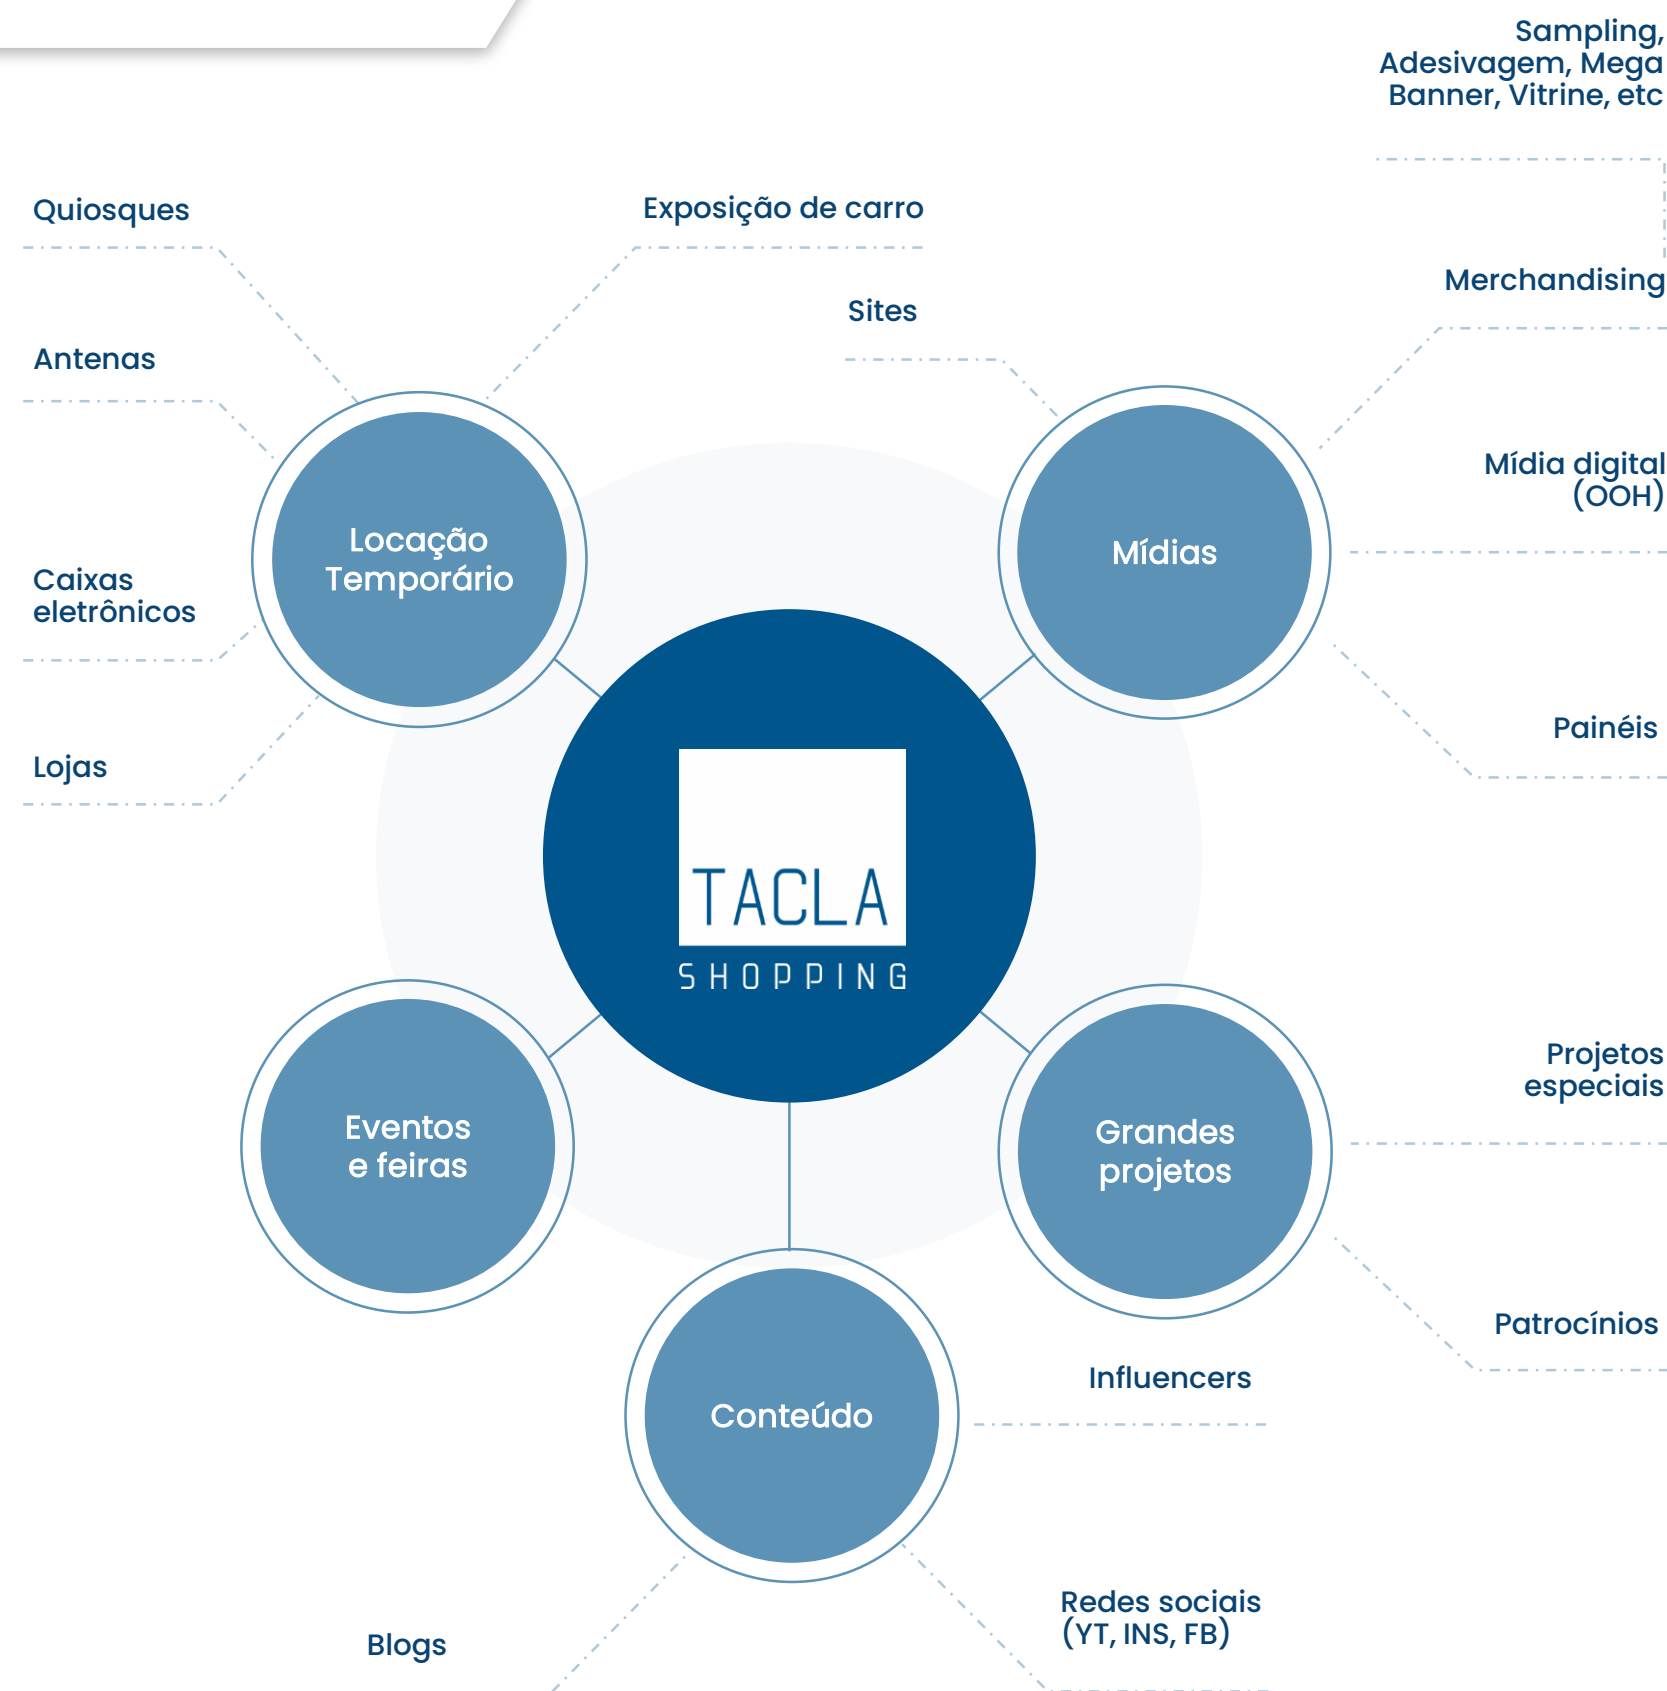 Sampling,
Adesivagem, Mega
Banner, Vitrine, etc
Quiosques
Exposição de carro
Merchandising
Sites
Antenas
Mídia digital
(OOH)
Locação
Temporário
Mídias
Caixas
eletrônicos
Painéis
Lojas
TACLA
SHOPPING
Projetos
especiais
Eventos
e feiras
Grandes
projetos
Patrocínios
Influencers
Conteúdo
Redes sociais
(YT, INS, FB)
Blogs